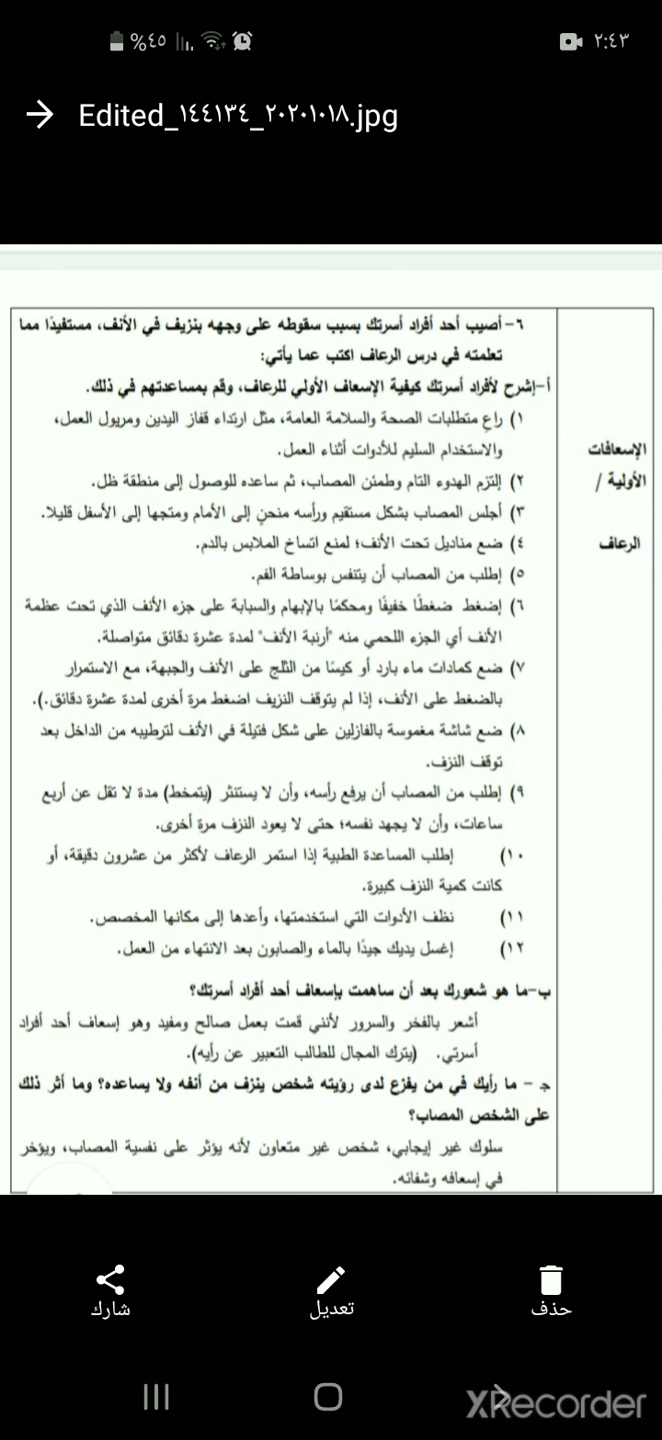 ٢:٤٣
%٤٥
Edited_١٤٤١٣٤_٢٠٢٠١٠١٨.jpg
الإسعافات
الأولية /
الرعاف
٦- أصيب أحد أفراد أسرتك بسبب سقوطه على وجهه بنزيف في الأنف، مستفيدًا مما
تعلمته في درس الرعاف اكتب عما يأتي:
أ-إشرح لأفراد أسرتك كيفية الإسعاف الأولي للرعاف، وقم بمساعدتهم في ذلك.
١) راعِ متطلبات الصحة والسلامة العامة، مثل ارتداء قفاز اليدين ومريول العمل،
والاستخدام السليم للأدوات أثناء العمل.
٢) إلتزم الهدوء التام وطمئن المصاب، ثم ساعده للوصول إلى منطقة ظل.
٣) أجلس المصاب بشكل مستقيم ورأسه منحنٍ إلى الأمام ومتجها إلى الأسفل قليلا.
٤) ضع مناديل تحت الأنف؛ لمنع اتساخ الملابس بالدم.
٥) إطلب من المصاب أن يتنفس بوساطة الفم.
٦) إضغط ضغطًا خفيفًا ومحكمًا بالإبهام والسبابة على جزء الأنف الذي تحت عظمة
الأنف أي الجزء اللحمي منه "أرنبة الأنف" لمدة عشرة دقائق متواصلة.
٧) ضع كمادات ماء بارد أو كيسًا من الثلج على الأنف والجبهة، مع الاستمرار
بالضغط على الأنف، إذا لم يتوقف النزيف اضغط مرة أخرى لمدة عشرة دقائق.).
٨) ضع شاشة مغموسة بالفازلين على شكل فتيلة في الأنف لترطيبه من الداخل بعد
توقف النزف.
٩) إطلب من المصاب أن يرفع رأسه، وأن لا يستنثر (يتمخط) مدة لا تقل عن أربع
ساعات، وأن لا يجهد نفسه؛ حتى لا يعود النزف مرة أخرى.
١٠) إطلب المساعدة الطبية إذا استمر الرعاف لأكثر من عشرون دقيقة، أو
كانت كمية النزف كبيرة.
١١) نظف الأدوات التي استخدمتها، وأعدها إلى مكانها المخصص.
١٢) إغسل يديك جيدًا بالماء والصابون بعد الانتهاء من العمل.
ب-ما هو شعورك بعد أن ساهمت بإسعاف أحد أفراد أسرتك؟
أشعر بالفخر والسرور لأنني قمت بعمل صالح ومفيد وهو إسعاف أحد أفراد
أسرتي. (يترك المجال للطالب التعبير عن رأيه).
ج - ما رأيك في من يفزع لدى رؤيته شخص ينزف من أنفه ولا يساعده؟ وما أثر ذلك
على الشخص المصاب؟
سلوك غير إيجابي، شخص غير متعاون لأنه يؤثر على نفسية المصاب، ويؤخر
في إسعافه وشفائه.
حذف
تعديل
شارك
XRecorder